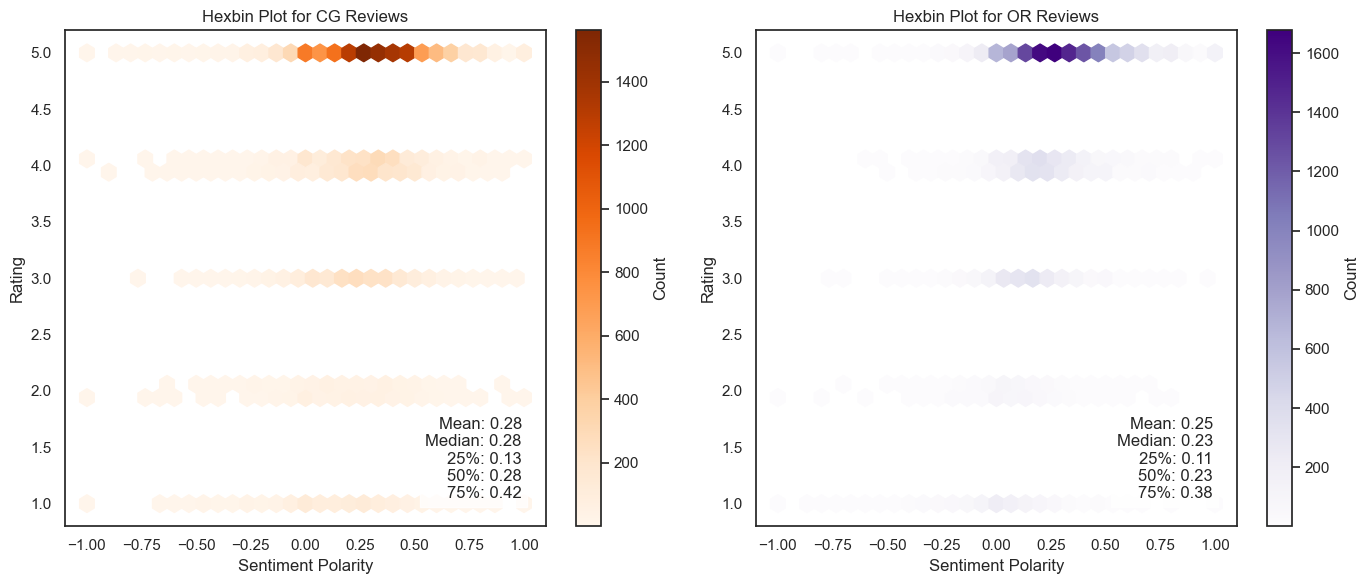 Hexbin Plot for CG Reviews
Rating
5.0
4.5
4.0
3.5
3.0
2.5
2.0
1.5
1.0
Mean: 0.28
Median: 0.28
25%: 0.13
50%: 0.28
75%: 0.42
−1.00 −0.75 −0.50 −0.25 0.00 0.25 0.50 0.75 1.00
Sentiment Polarity
1400
1200
1000
800
600
400
200
Count
Hexbin Plot for OR Reviews
Rating
5.0
4.5
4.0
3.5
3.0
2.5
2.0
1.5
1.0
Mean: 0.25
Median: 0.23
25%: 0.11
50%: 0.23
75%: 0.38
−1.00 −0.75 −0.50 −0.25 0.00 0.25 0.50 0.75 1.00
Sentiment Polarity
1600
1400
1200
1000
800
600
400
200
Count